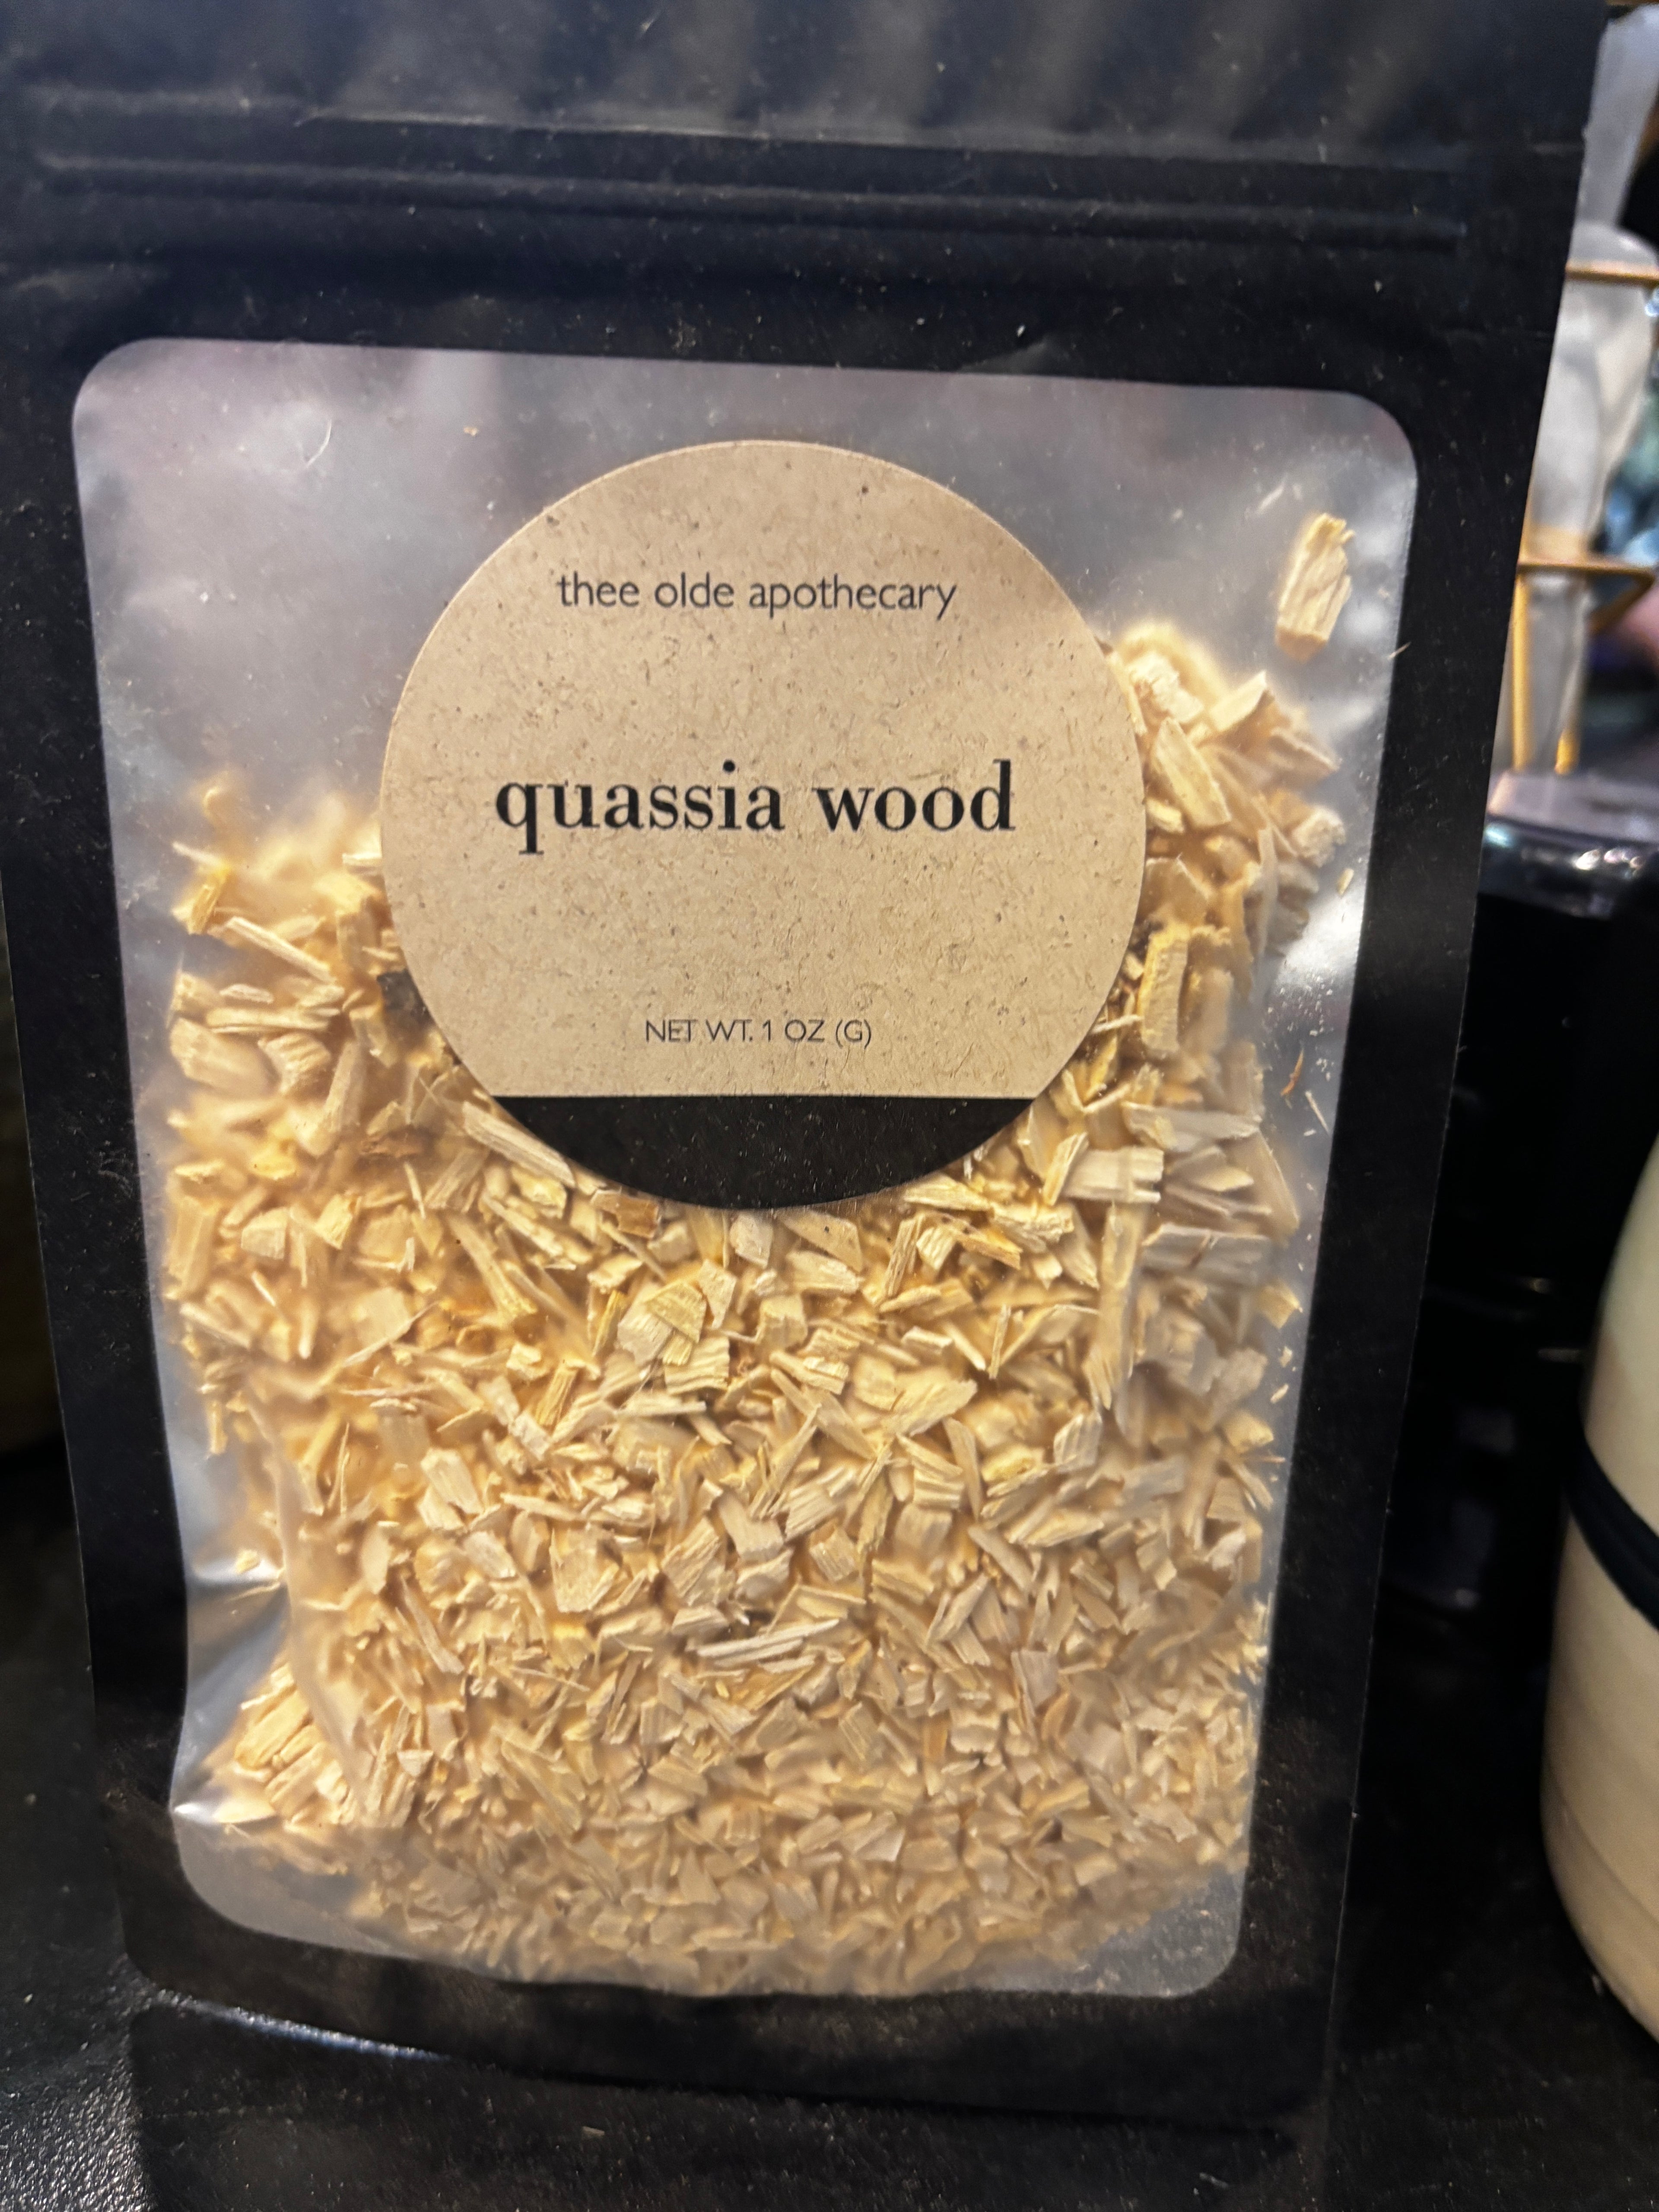 thee olde apothecary
quassia wood
NET WT. 1 OZ (G)